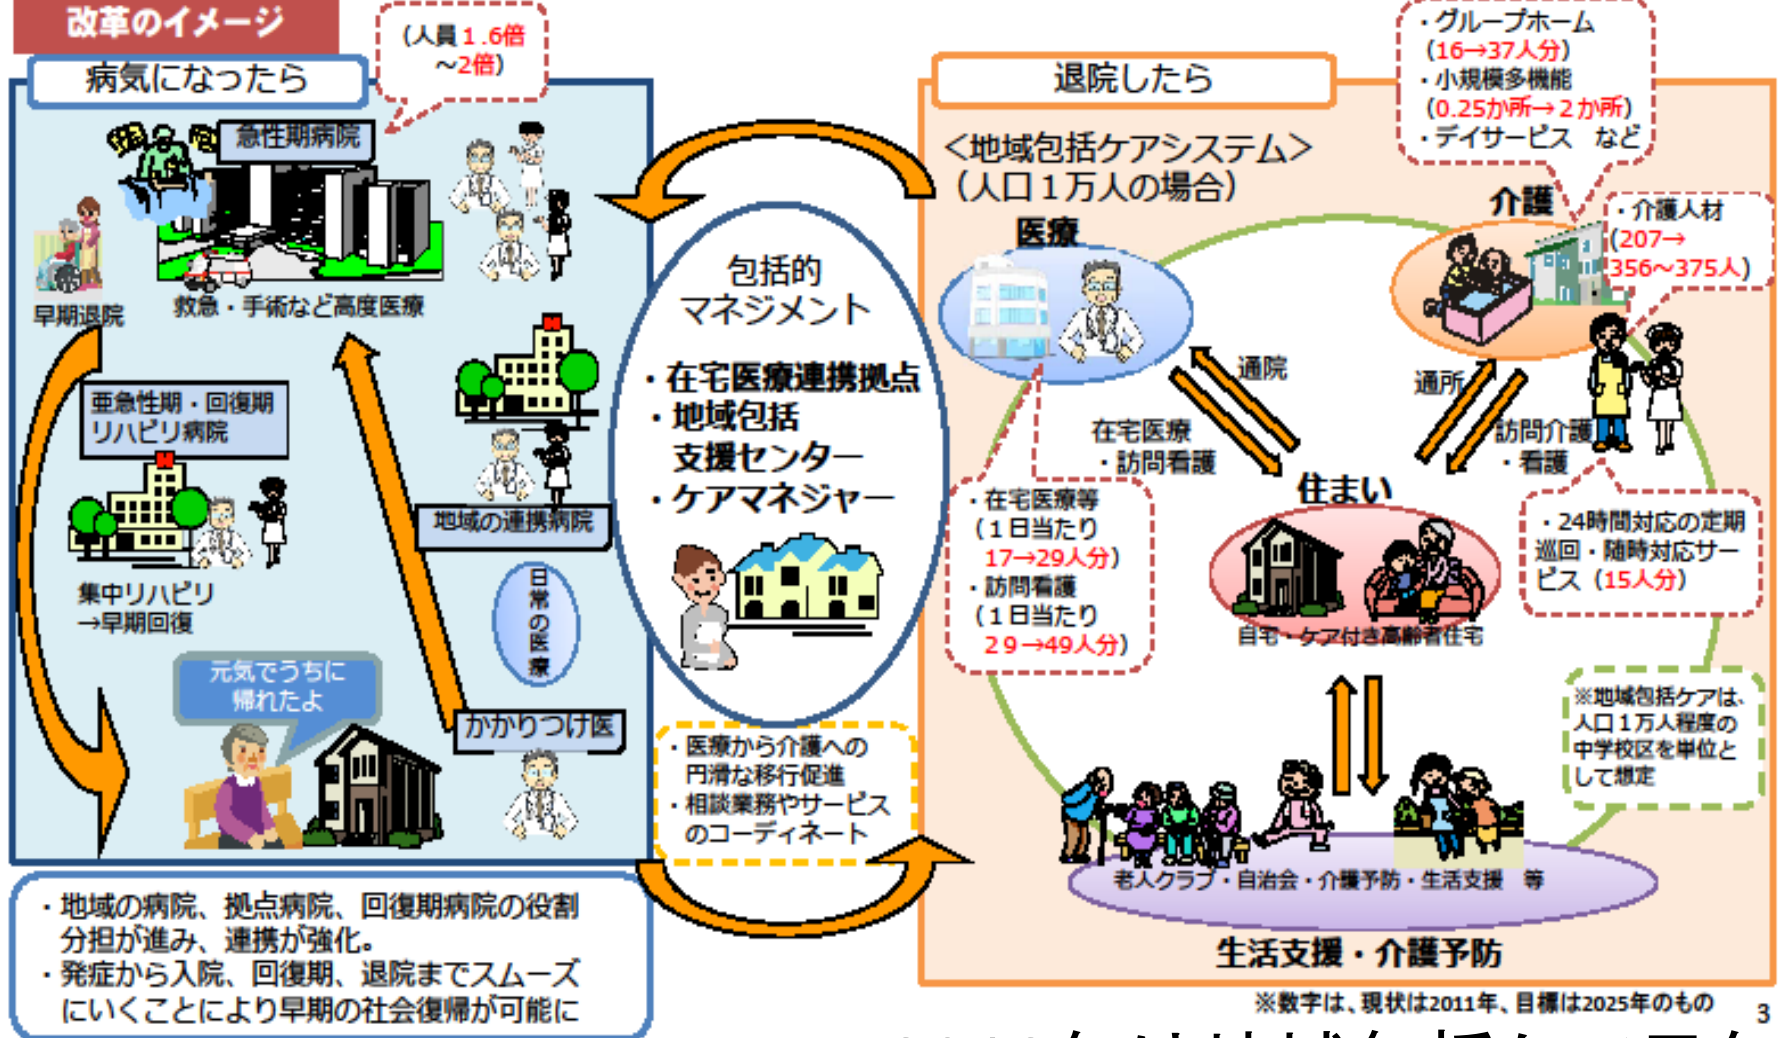 改革のイメージ
病気になったら
(人員1.6倍
～2倍)
急性期病院
早期退院
救急・手術など高度医療
亜急性期・回復期
リハビリ病院
集中リハビリ
→早期回復
地域の連携病院
日常の医療
元気でうちに
帰れたよ
かかりつけ医
・地域の病院、拠点病院、回復期病院の役割
分担が進み、連携が強化。
・発症から入院、回復期、退院までスムーズ
にいくことにより早期の社会復帰が可能に
包括的
マネジメント
・在宅医療連携拠点
・地域包括
支援センター
・ケアマネジャー
・医療から介護への
円滑な移行促進
・相談業務やサービス
のコーディネート
退院したら
<地域包括ケアシステム>
(人口1万人の場合)
・グループホーム
(16→37人分)
・小規模多機能
(0.25か所→2か所)
・デイサービス など
介護
・介護人材
(207→
356～375人)
医療
通院
在宅医療
・訪問看護
通所
訪問介護
・看護
・在宅医療等
(1日当たり
17→29人分)
・訪問看護
(1日当たり
29→49人分)
住まい
自宅・ケア付き高齢者住宅
・24時間対応の定期
巡回・随時対応サー
ビス(15人分)
※地域包括ケアは、
人口1万人程度の
中学校区を単位と
して想定
老人クラブ・自治会・介護予防・生活支援 等
生活支援・介護予防
※数字は、現状は2011年、目標は2025年のもの
3